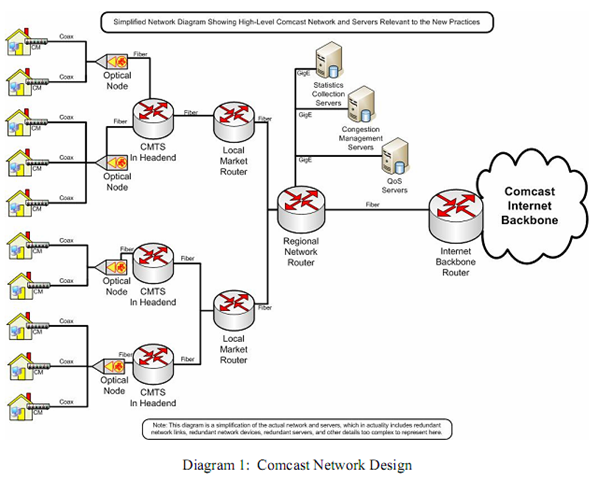 Simplified Network Diagram Showing High-Level Comcast Network and Servers Relevant to the New Practices
Coax
CM
Coax
CM
Fiber
Optical
Node
Coax
CM
Coax
CM
Coax
CM
Fiber
Optical
Node
CMTS
In Headend
Fiber
Local
Market
Router
Fiber
GigE
Statistics
Collection
Servers
GigE
Congestion
Management
Servers
GigE
QoS
Servers
Regional
Network
Router
Fiber
Internet
Backbone
Router
Comcast
Internet
Backbone
Coax
CM
Coax
CM
Fiber
Optical
Node
CMTS
In Headend
Fiber
Local
Market
Router
Fiber
Coax
CM
Coax
CM
Coax
CM
Fiber
Optical
Node
CMTS
In Headend
Fiber
Note: This diagram is a simplification of the actual network and servers, which in actuality includes redundant
network links, redundant network devices, redundant servers, and other details too complex to represent here.
Diagram 1: Comcast Network Design